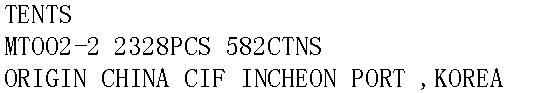 TENTS
MT002-2 2328PCS 582CTNS
ORIGIN CHINA CIF INCHEON PORT ,KOREA